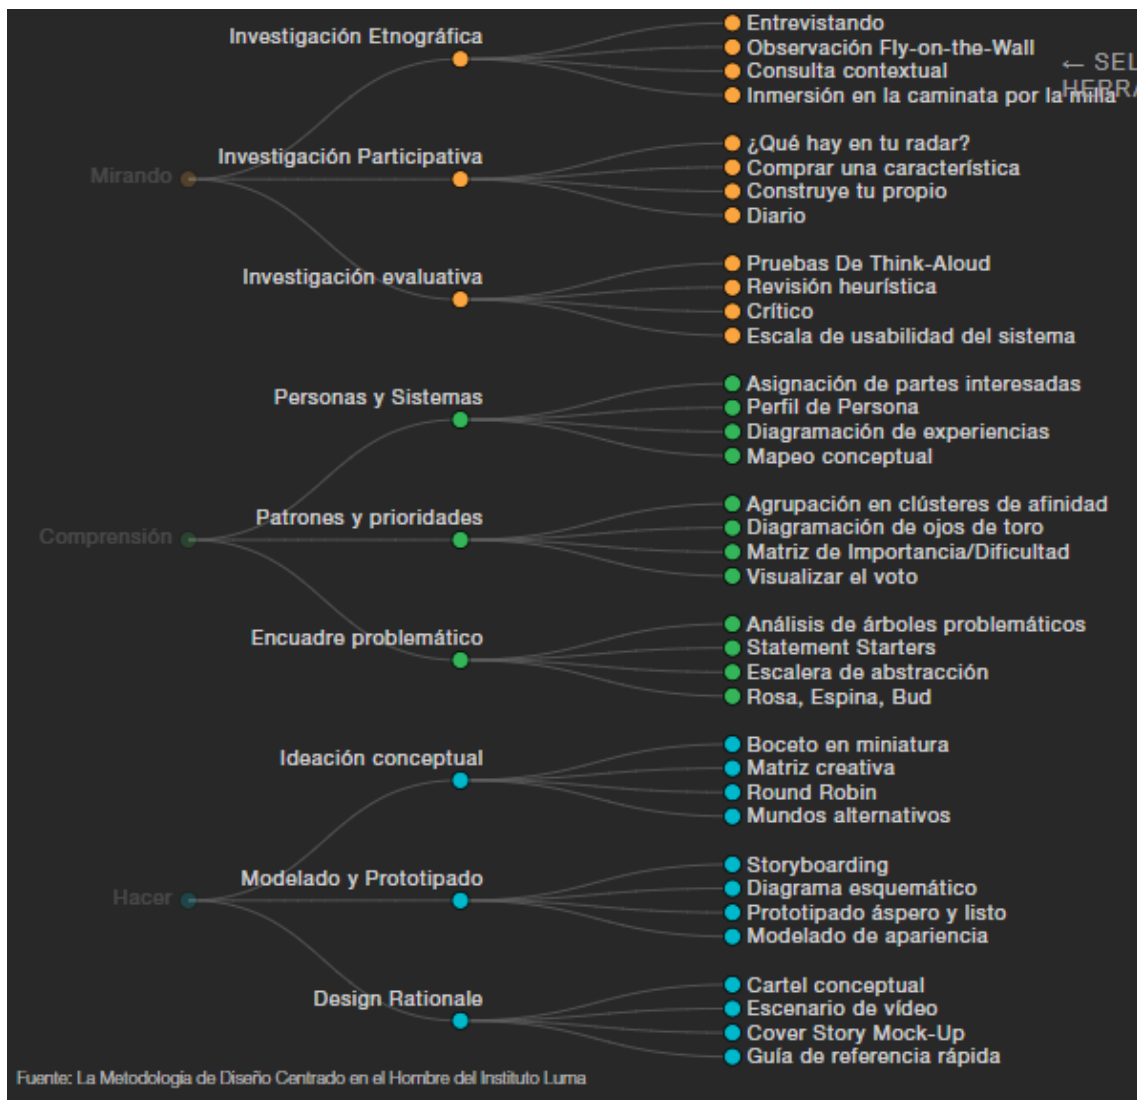 Investigación Etnográfica
Entrevistando
Observación Fly-on-the-Wall
Consulta contextual
Inmersión en la caminata por la milla
← SEL
HERRA
Mirando
Investigación Participativa
¿Qué hay en tu radar?
Comprar una característica
Construye tu propio
Diario
Investigación evaluativa
Pruebas De Think-Aloud
Revisión heurística
Crítico
Escala de usabilidad del sistema
Personas y Sistemas
Asignación de partes interesadas
Perfil de Persona
Diagramación de experiencias
Mapeo conceptual
Comprensión
Patrones y prioridades
Agrupación en clústeres de afinidad
Diagramación de ojos de toro
Matriz de Importancia/Dificultad
Visualizar el voto
Encuadre problemático
Análisis de árboles problemáticos
Statement Starters
Escalera de abstracción
Rosa, Espina, Bud
Ideación conceptual
Boceto en miniatura
Matriz creativa
Round Robin
Mundos alternativos
Hacer
Modelado y Prototipado
Storyboarding
Diagrama esquemático
Prototipado áspero y listo
Modelado de apariencia
Design Rationale
Cartel conceptual
Escenario de vídeo
Cover Story Mock-Up
Guía de referencia rápida
Fuente: La Metodologia de Diseño Centrado en el Hombre del Instituto Luma